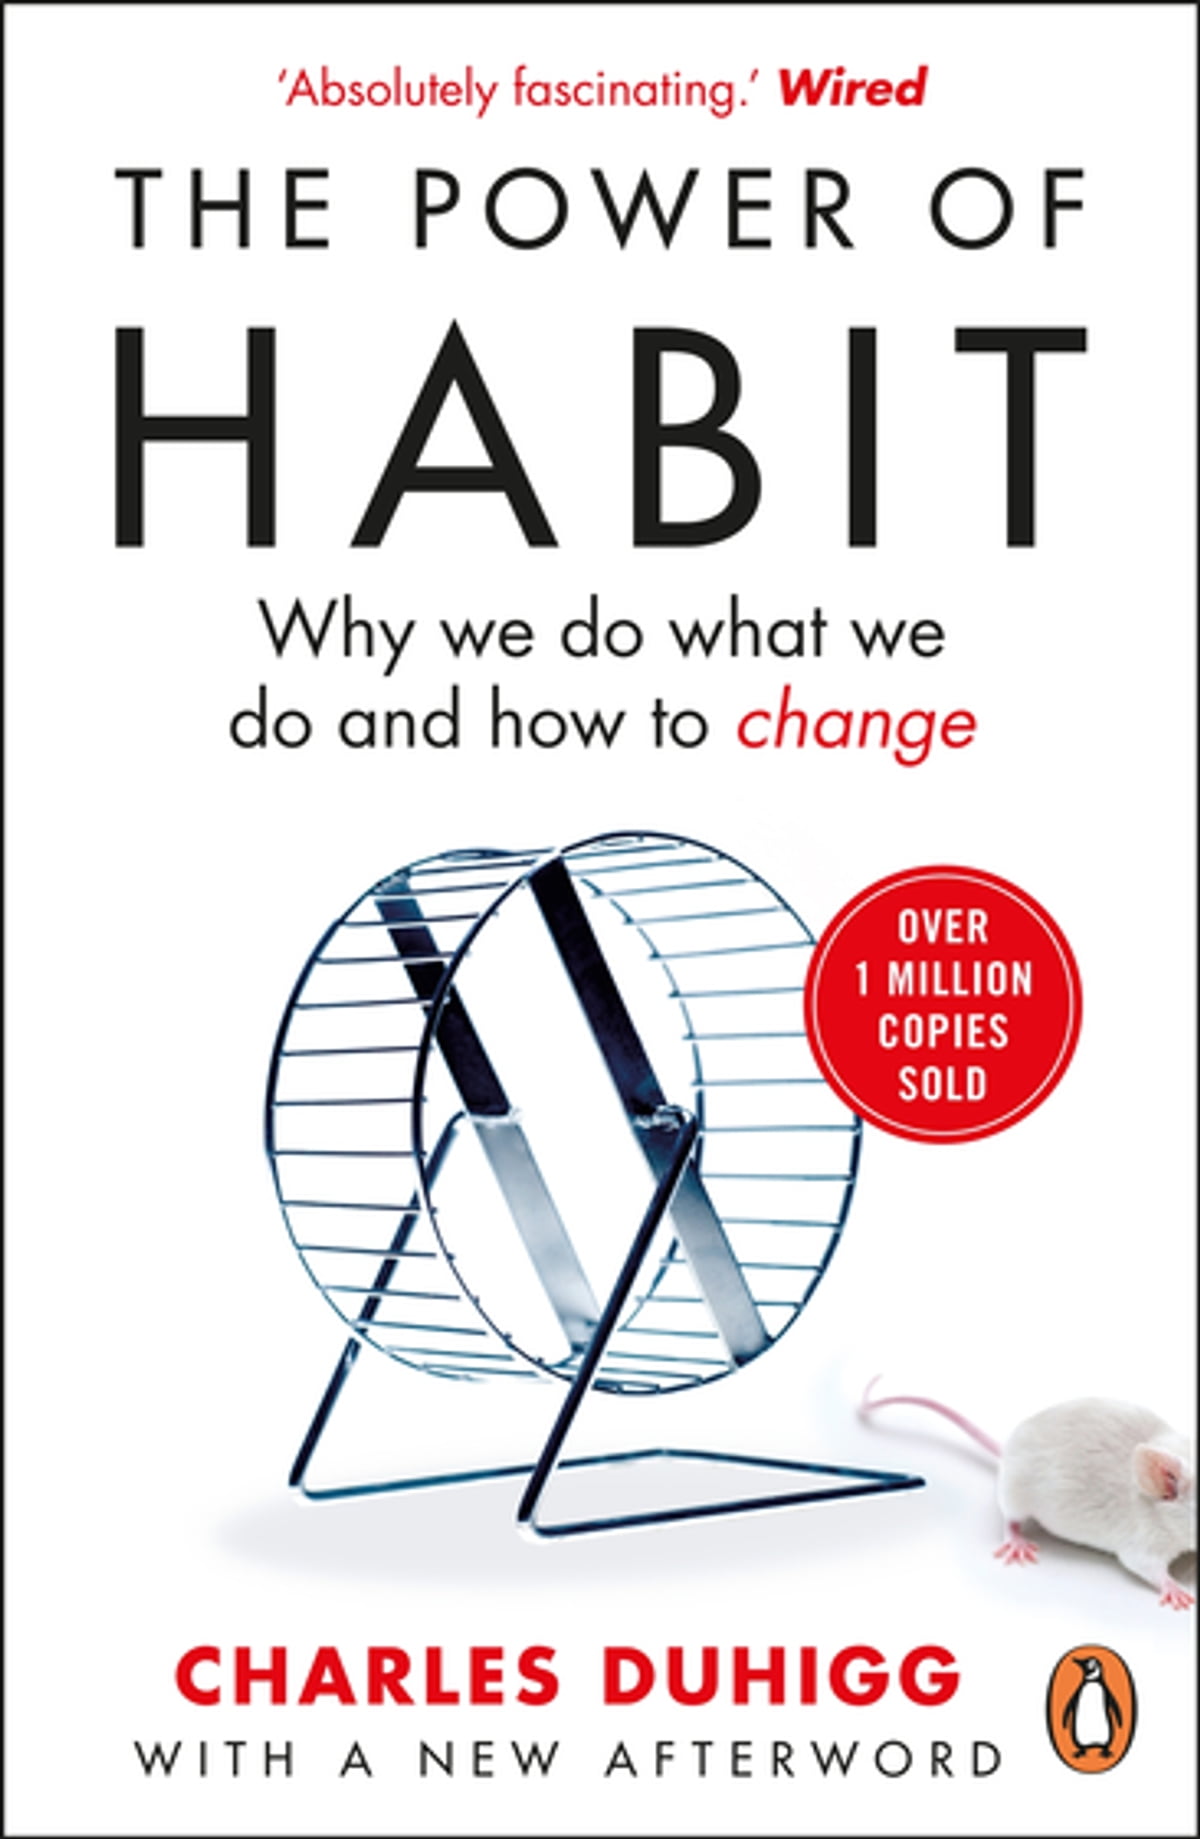 ‘Absolutely fascinating.’ Wired
THE POWER OF
HABIT
Why we do what we
do and how to change
OVER
1 MILLION
COPIES
SOLD
CHARLES DUHIGG
WITH A NEW AFTERWORD